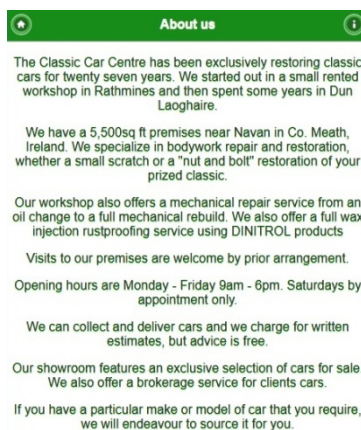 About us
The Classic Car Centre has been exclusively restoring classic
cars for twenty seven years. We started out in a small rented
workshop in Rathmines and then spent some years in Dun
Laoghaire.
We have a 5,500sq ft premises near Navan in Co. Meath,
Ireland. We specialize in bodywork repair and restoration,
whether a small scratch or a "nut and bolt" restoration of your
prized classic.
Our workshop also offers a mechanical repair service from an
oil change to a full mechanical rebuild. We also offer a full wax
injection rustproofing service using DINITROL products
Visits to our premises are welcome by prior arrangement.
Opening hours are Monday - Friday 9am - 6pm. Saturdays by
appointment only.
We can collect and deliver cars and we charge for written
estimates, but advice is free.
Our showroom features an exclusive selection of cars for sale.
We also offer a brokerage service for clients cars.
If you have a particular make or model of car that you require,
we will endeavour to source it for you.